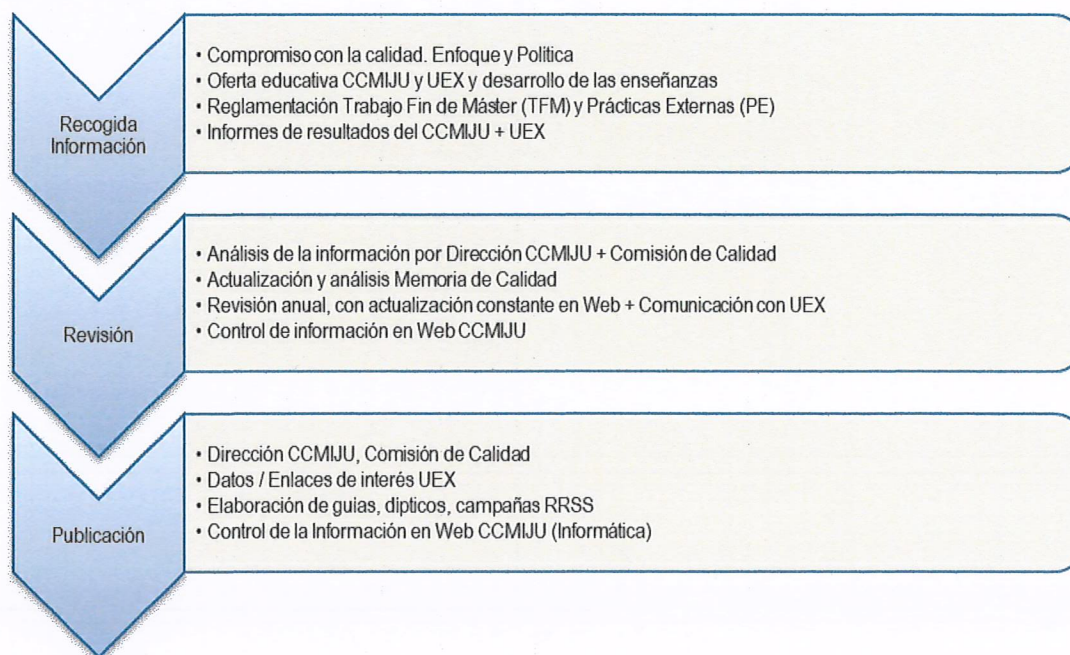 Recogida
Información
• Compromiso con la calidad. Enfoque y Política
• Oferta educativa CCMIJU y UEX y desarrollo de las enseñanzas
• Reglamentación Trabajo Fin de Máster (TFM) y Prácticas Externas (PE)
• Informes de resultados del CCMIJU + UEX
Revisión
• Análisis de la información por Dirección CCMIJU + Comisión de Calidad
• Actualización y análisis Memoria de Calidad
• Revisión anual, con actualización constante en Web + Comunicación con UEX
• Control de información en Web CCMIJU
Publicación
• Dirección CCMIJU, Comisión de Calidad
• Datos / Enlaces de interés UEX
• Elaboración de guías, dípticos, campañas RRSS
• Control de la Información en Web CCMIJU (Informática)